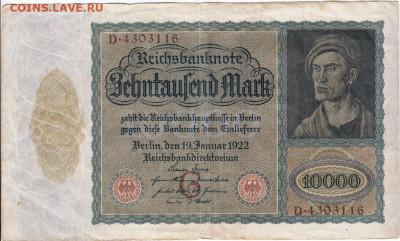 COINS.LAVE.RU
D·4303116
Reichsbanknote
Zehntausend Mark
zahlt die Reichsbankhauptkasse in Berlin
gegen diese Banknote dem Einlieferer
Berlin, den 19. Januar 1922
Reichsbankdirektorium
10000
D·4303116